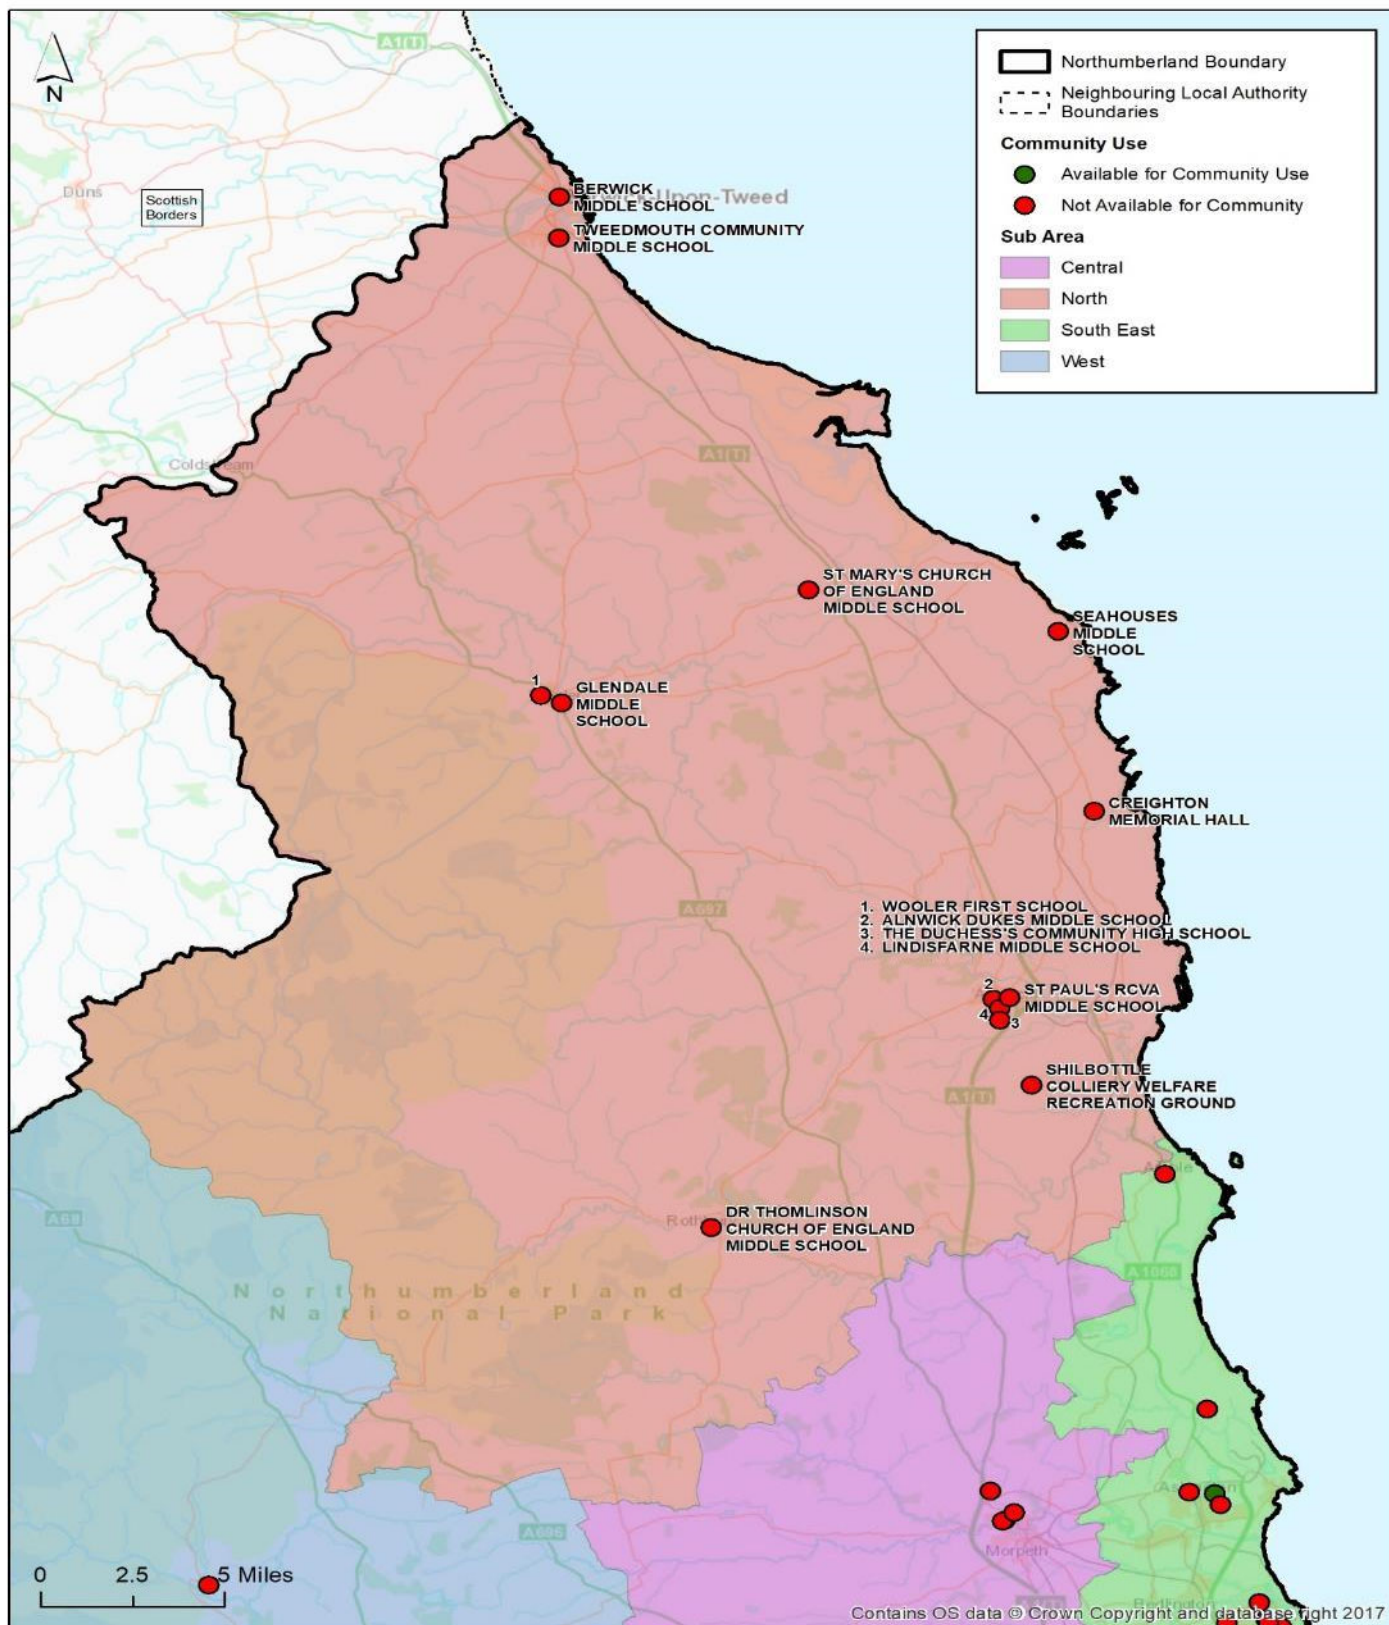 A1(T)
N
Duns
Scottish
Borders
Northumberland Boundary
Neighbouring Local Authority
Boundaries
Community Use
Available for Community Use
Not Available for Community
Sub Area
Central
North
South East
West
BERWICK
MIDDLE SCHOOL
-Upon-Tweed
TWEEDMOUTH COMMUNITY
MIDDLE SCHOOL
Coldstream
A1(T)
ST MARY'S CHURCH
OF ENGLAND
MIDDLE SCHOOL
SEAHOUSES
MIDDLE
SCHOOL
1
GLENDALE
MIDDLE
SCHOOL
CREIGHTON
MEMORIAL HALL
A697
1. WOOLER FIRST SCHOOL
2. ALNWICK DUKES MIDDLE SCHOOL
3. THE DUCHESS'S COMMUNITY HIGH SCHOOL
4. LINDISFARNE MIDDLE SCHOOL
2
4
3
ST PAUL'S RCVA
MIDDLE SCHOOL
SHILBOTTLE
COLLIERY WELFARE
RECREATION GROUND
A1(T)
A68
DR THOMLINSON
CHURCH OF ENGLAND
MIDDLE SCHOOL
A1068
Northumberland
National Park
A696
Morpeth
Bedlington
0 2.5 5 Miles
Contains OS data © Crown Copyright and database right 2017